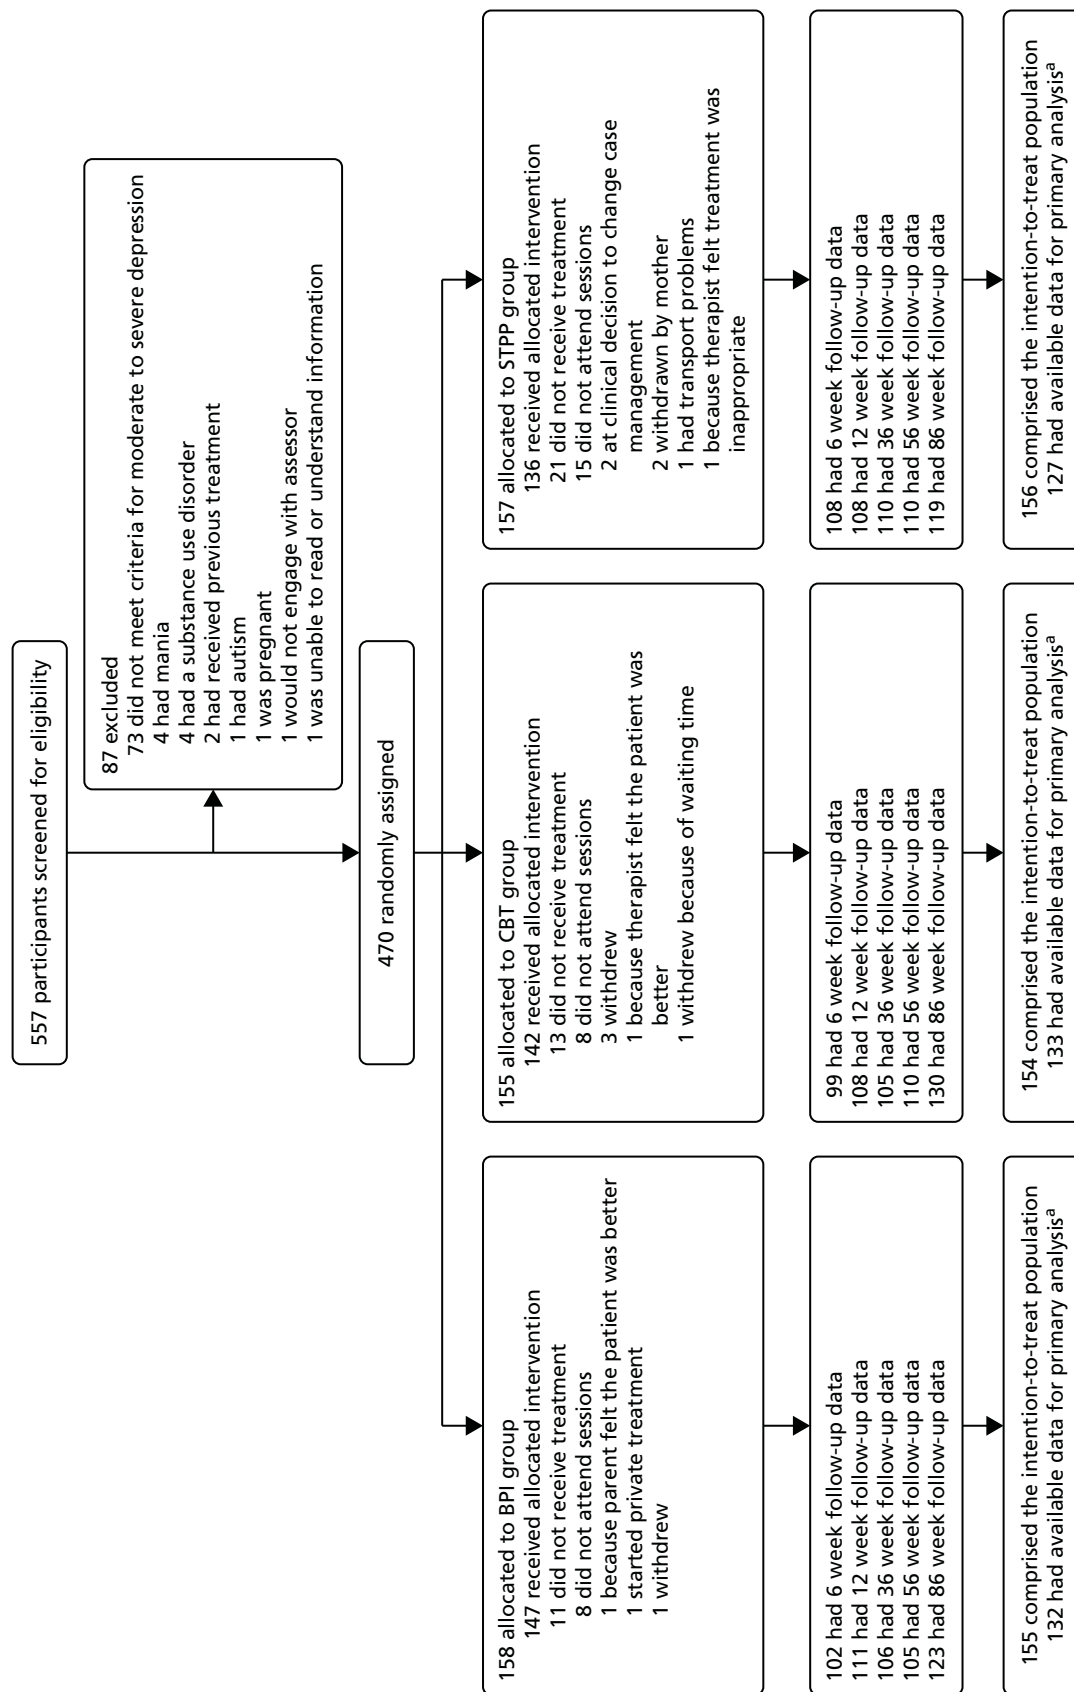 557 participants screened for eligibility
87 excluded
73 did not meet criteria for moderate to severe depression
4 had mania
4 had a substance use disorder
2 had received previous treatment
1 had autism
1 was pregnant
1 would not engage with assessor
1 was unable to read or understand information
470 randomly assigned
158 allocated to BPI group
147 received allocated intervention
11 did not receive treatment
8 did not attend sessions
1 because parent felt the patient was better
1 started private treatment
1 withdrew
155 allocated to CBT group
142 received allocated intervention
13 did not receive treatment
8 did not attend sessions
3 withdrew
1 because therapist felt the patient was
better
1 withdrew because of waiting time
157 allocated to STPP group
136 received allocated intervention
21 did not receive treatment
15 did not attend sessions
2 at clinical decision to change case
management
2 withdrawn by mother
1 had transport problems
1 because therapist felt treatment was
inappropriate
102 had 6 week follow-up data
111 had 12 week follow-up data
106 had 36 week follow-up data
105 had 56 week follow-up data
123 had 86 week follow-up data
99 had 6 week follow-up data
108 had 12 week follow-up data
105 had 36 week follow-up data
110 had 56 week follow-up data
130 had 86 week follow-up data
108 had 6 week follow-up data
108 had 12 week follow-up data
110 had 36 week follow-up data
110 had 56 week follow-up data
119 had 86 week follow-up data
155 comprised the intention-to-treat population
132 had available data for primary analysisᵃ
154 comprised the intention-to-treat population
133 had available data for primary analysisᵃ
156 comprised the intention-to-treat population
127 had available data for primary analysisᵃ